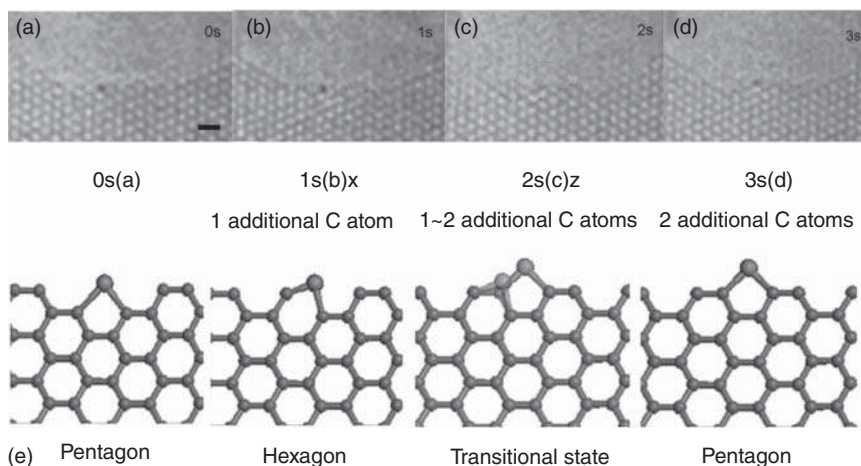 (a) 0s (b) 1s (c) 2s (d) 3s
0s(a) 1s(b)x 2s(c)z 3s(d)
1 additional C atom 1~2 additional C atoms 2 additional C atoms
(e) Pentagon Hexagon Transitional state Pentagon